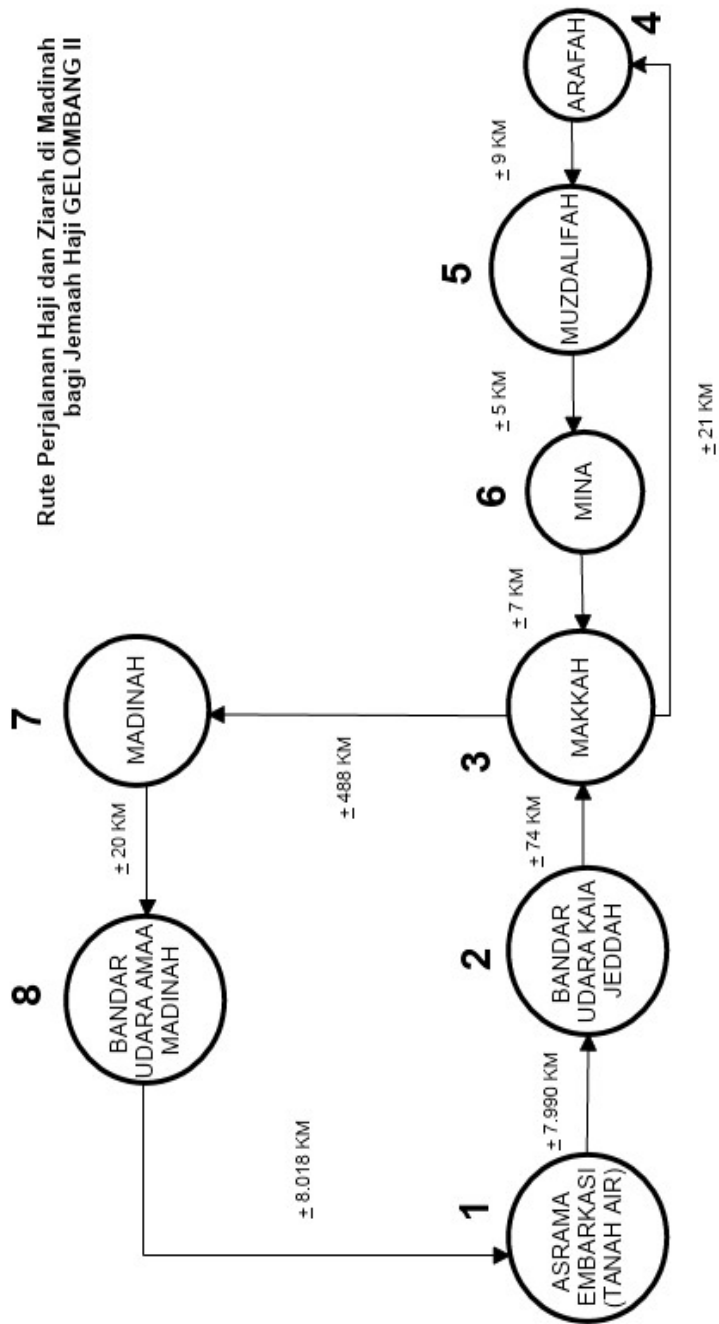 Rute Perjalanan Haji dan Ziarah di Madinah
bagi Jemaah Haji GELOMBANG II
8
BANDAR
UDARA AMAA
MADINAH
± 20 KM
7
MADINAH
± 8.018 KM
± 488 KM
1
ASRAMA
EMBARKASI
(TANAH AIR)
± 7.990 KM
2
BANDAR
UDARA KAIA
JEDDAH
± 74 KM
3
MAKKAH
± 7 KM
6
MINA
± 5 KM
5
MUZDALIFAH
± 9 KM
ARAFAH
4
± 21 KM